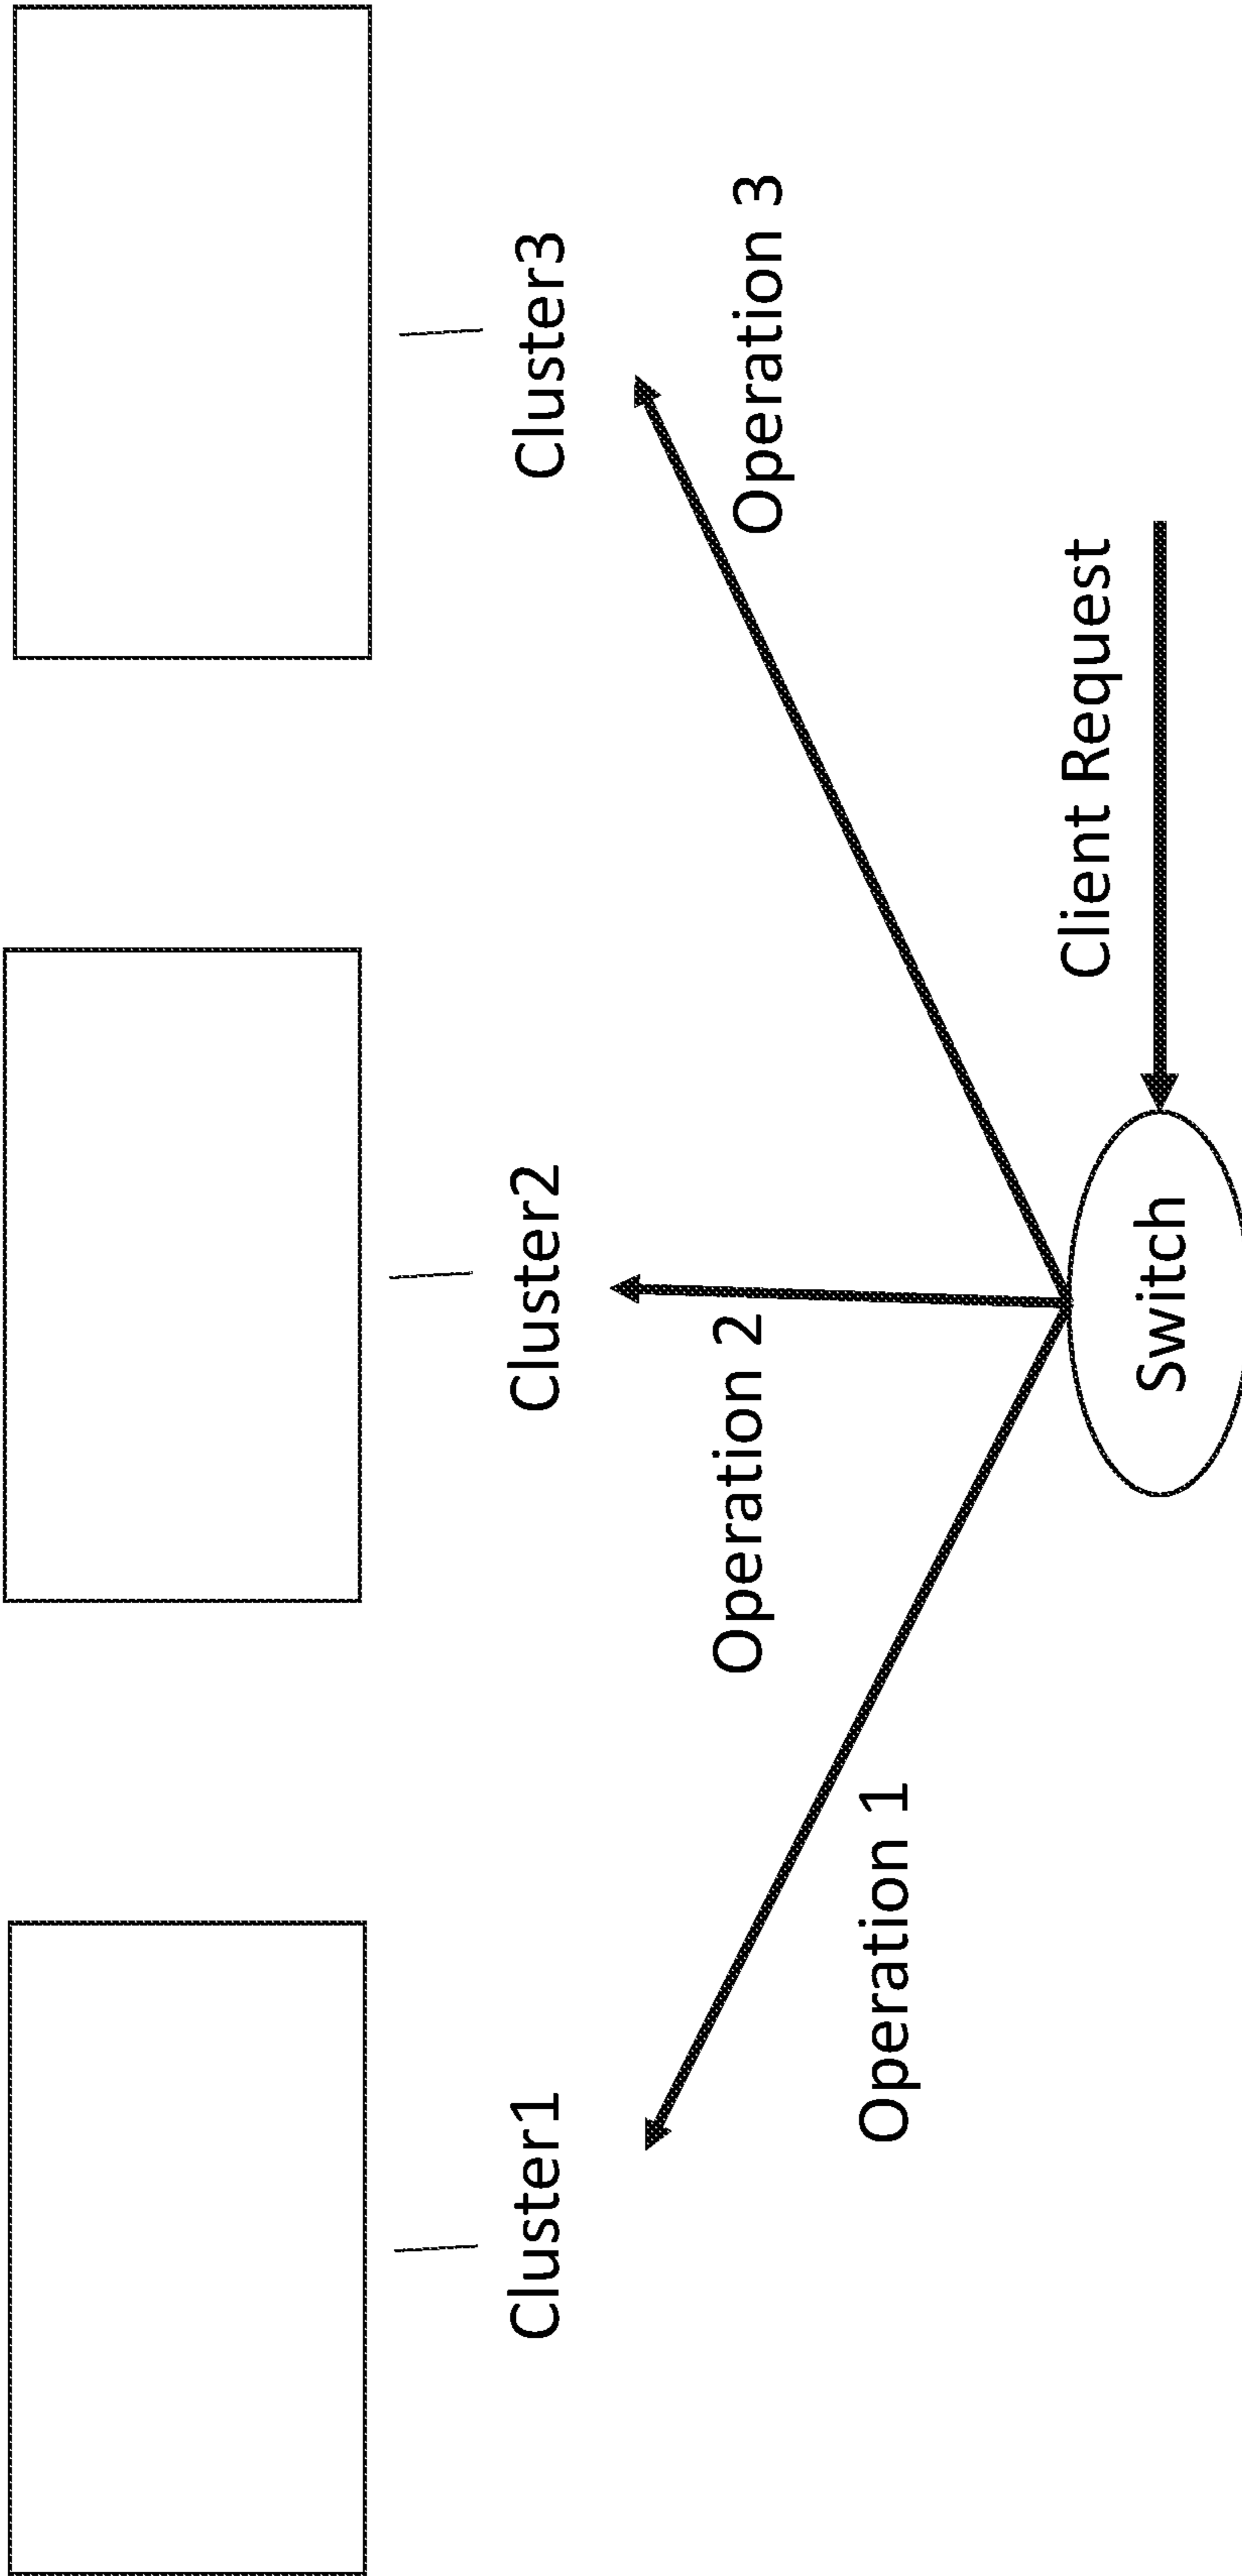 Cluster1
Cluster2
Cluster3
Operation 1
Operation 2
Operation 3
Client Request
Switch